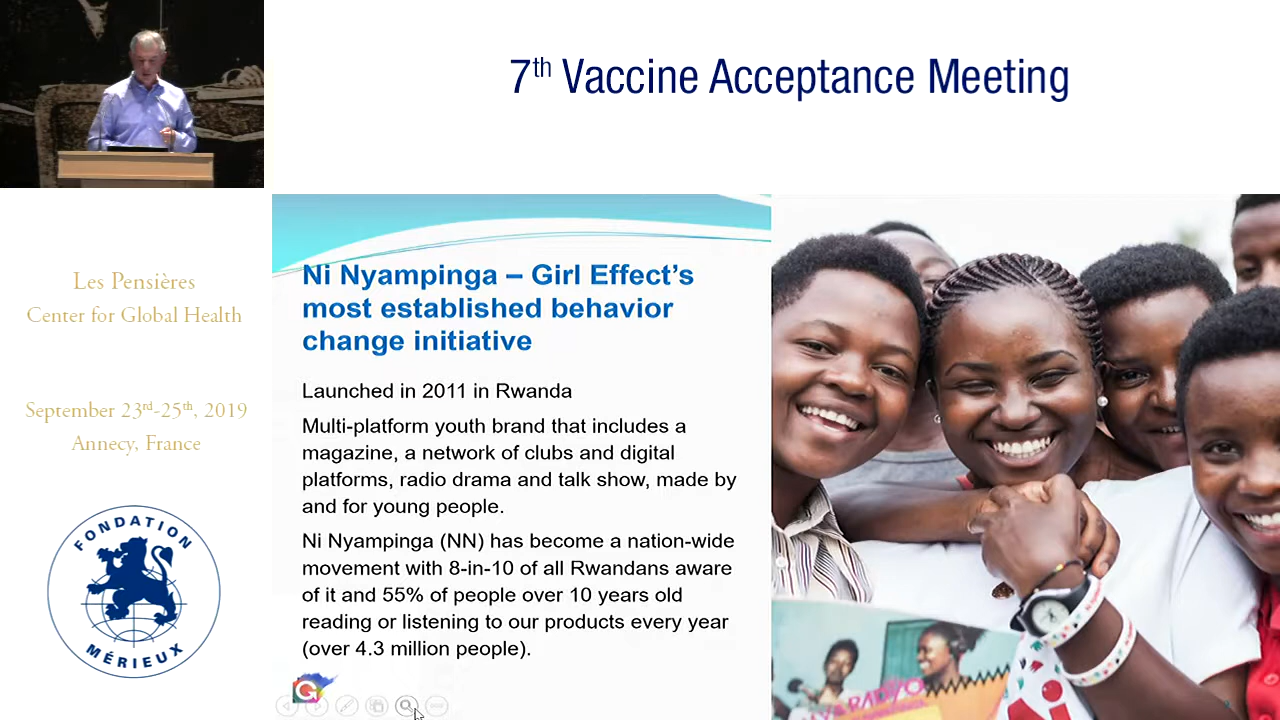 7th Vaccine Acceptance Meeting
Les Pensières
Center for Global Health
September 23rd-25th, 2019
Annecy, France
FONDATION
MÉRIEUX
Ni Nyampinga – Girl Effect’s
most established behavior
change initiative
Launched in 2011 in Rwanda
Multi-platform youth brand that includes a
magazine, a network of clubs and digital
platforms, radio drama and talk show, made by
and for young people.
Ni Nyampinga (NN) has become a nation-wide
movement with 8-in-10 of all Rwandans aware
of it and 55% of people over 10 years old
reading or listening to our products every year
(over 4.3 million people).
G